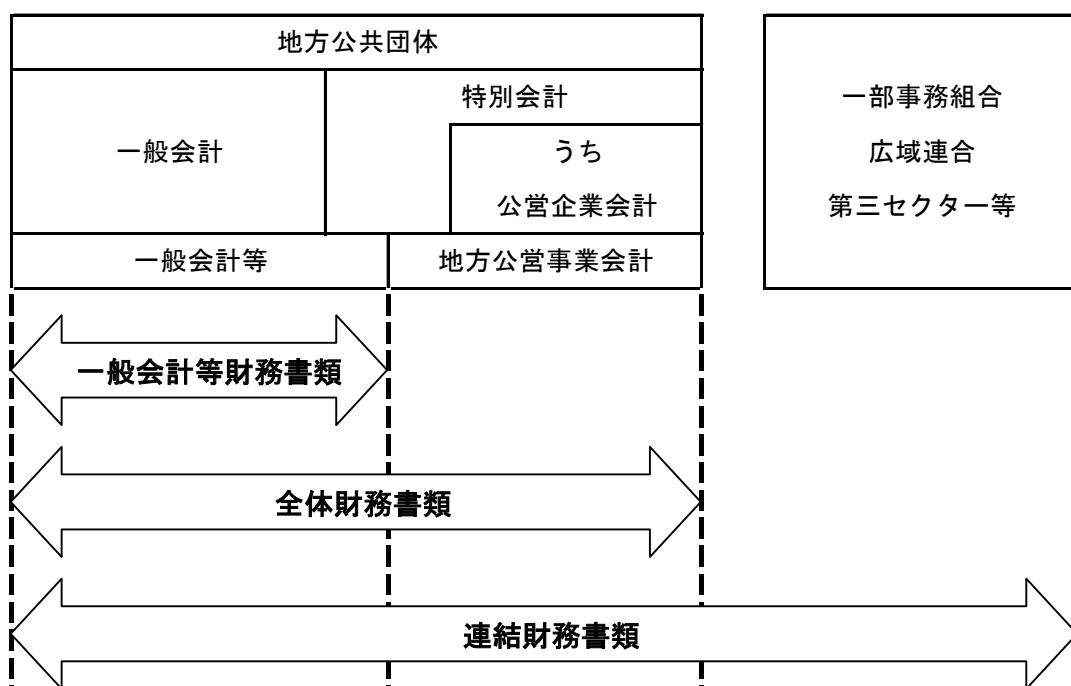 地方公共団体
一般会計
特別会計
うち
公営企業会計
一般会計等
地方公営事業会計
一部事務組合
広域連合
第三セクター等
一般会計等財務書類
全体財務書類
連結財務書類